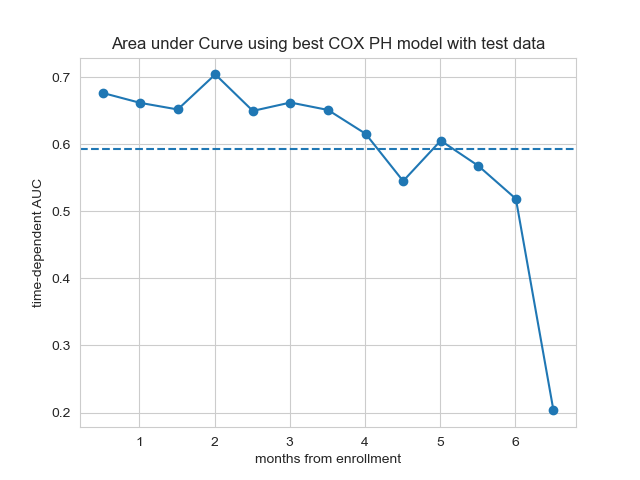 Area under Curve using best COX PH model with test data
time-dependent AUC
0.7
0.6
0.5
0.4
0.3
0.2
1 2 3 4 5 6
months from enrollment